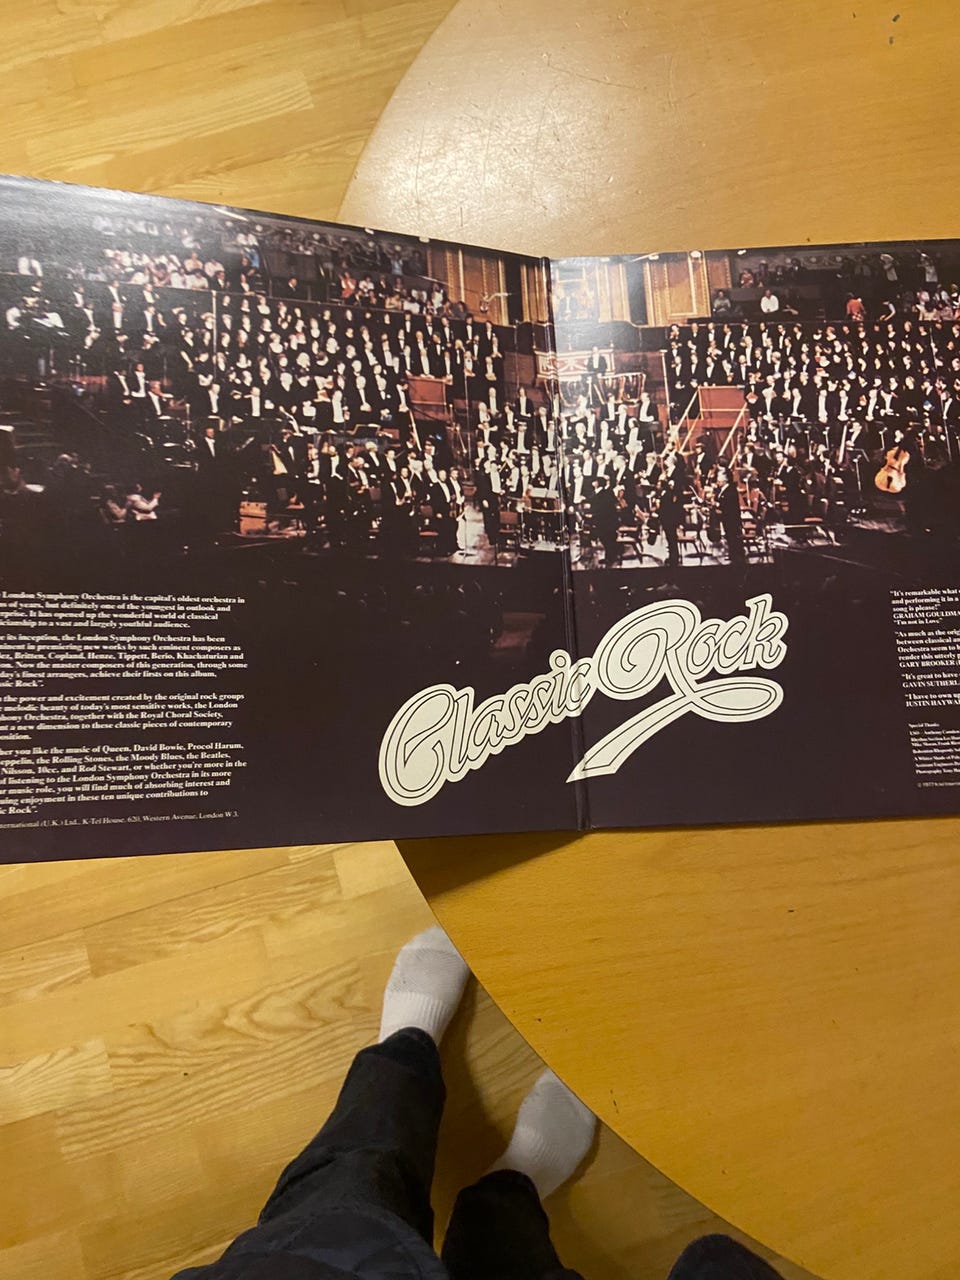 London Symphony Orchestra is the capital's oldest orchestra in
of years, but definitely one of the youngest in outlook and
It has opened up the wonderful world of classical
to a vast and largely youthful audience.
its inception, the London Symphony Orchestra has been
in premiering new works by such eminent composers as
Britten, Copland, Henze, Tippett, Berio, Khachaturian and
Now the master composers of this generation, through some
finest arrangers, achieve their firsts on this album,
Rock".
the power and excitement created by the original rock groups
melodic beauty of today's most sensitive works, the London
Orchestra, together with the Royal Choral Society,
a new dimension to these classic pieces of contemporary
you like the music of Queen, David Bowie, Procol Harum,
the Rolling Stones, the Moody Blues, the Beatles,
Nilsson, 10cc, and Rod Stewart, or whether you're more in the
of listening to the London Symphony Orchestra in its more
music role, you will find much of absorbing interest and
enjoyment in these ten unique contributions to
Rock".
(U.K.) Ltd., K-Tel House, 620, Western Avenue, London W3.
Classic Rock
"It's remarkable what
and performing it in a
song is please!"
GRAHAM GOULDMA
"I'm not in Love"
"As much as the orig
between classical a
Orchestra seem to h
render this utterly p
GARY BROOKER (
"It's great to have
GAVIN SUTHERL
"I have to own up
JUSTIN HAYWA
Special Thanks
© 1977